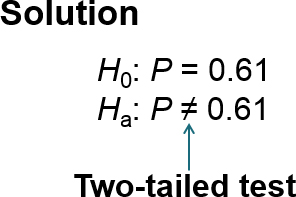 Solution
H₀: P = 0.61
Hₐ: P ≠ 0.61
Two-tailed test